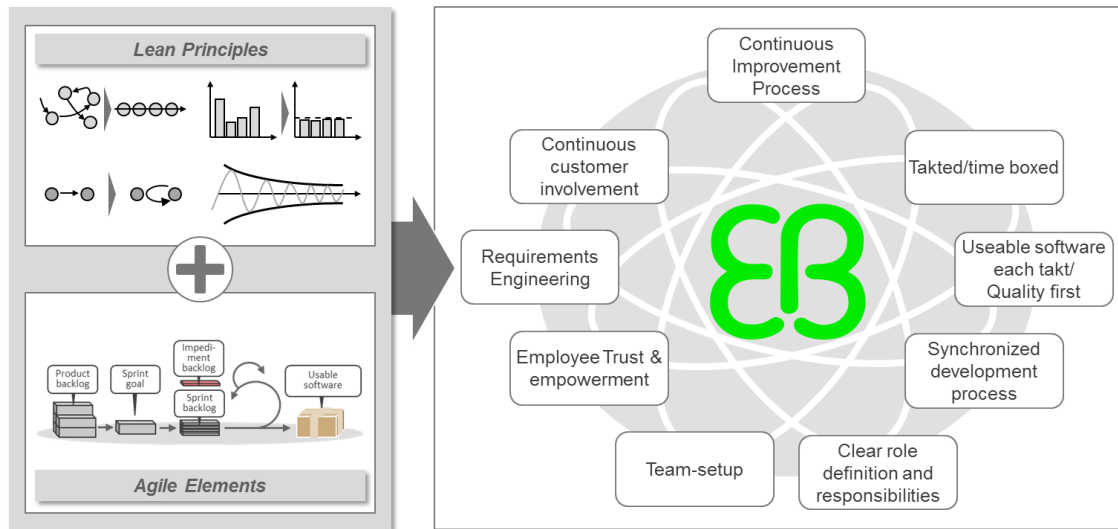 Lean Principles
Product
backlog
Sprint
goal
Impedi-
ment
backlog
Sprint
backlog
Usable
software
Agile Elements
Continuous
Improvement
Process
Continuous
customer
involvement
Takted/time boxed
Requirements
Engineering
Useable software
each takt/
Quality first
Employee Trust &
empowerment
Synchronized
development
process
Team-setup
Clear role
definition and
responsibilities
EB